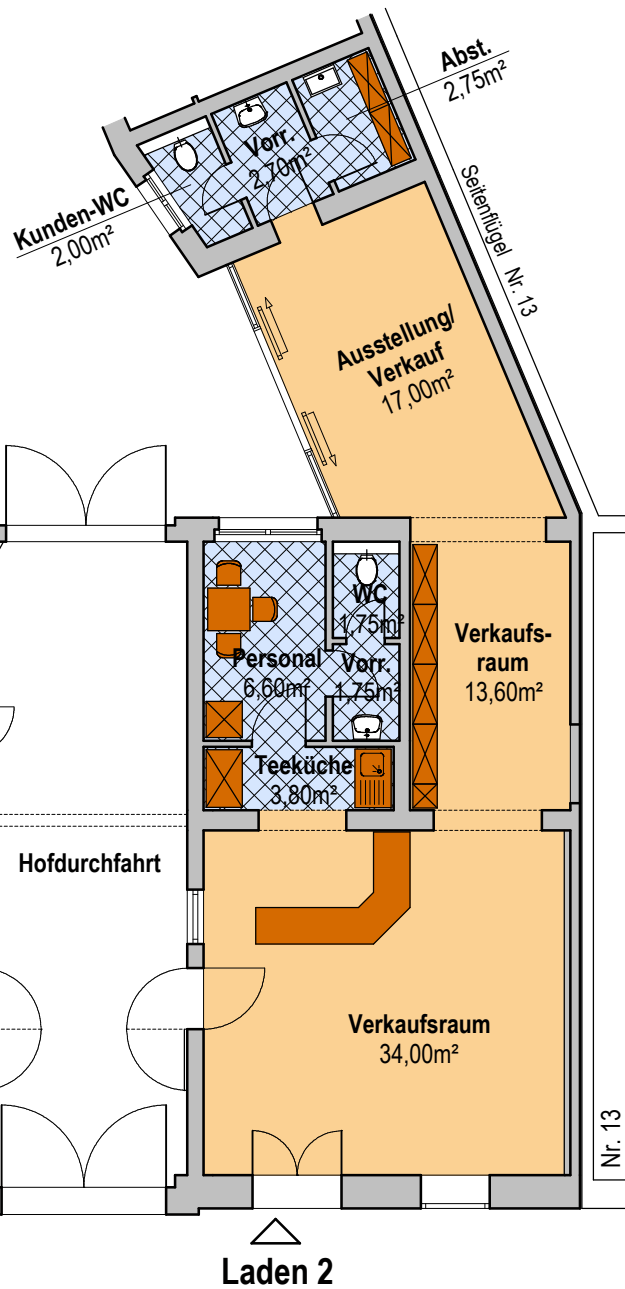 Abst.
2,75m²
Vorr.
2,70m²
Kunden-WC
2,00m²
Seitenflügel Nr. 13
Ausstellung/
Verkauf
17,00m²
WC
1,75m²
Personal
6,60m²
Vorr.
1,75m²
Verkaufs-
raum
13,60m²
Teeküche
3,80m²
Hofdurchfahrt
Verkaufsraum
34,00m²
Nr. 13
Laden 2